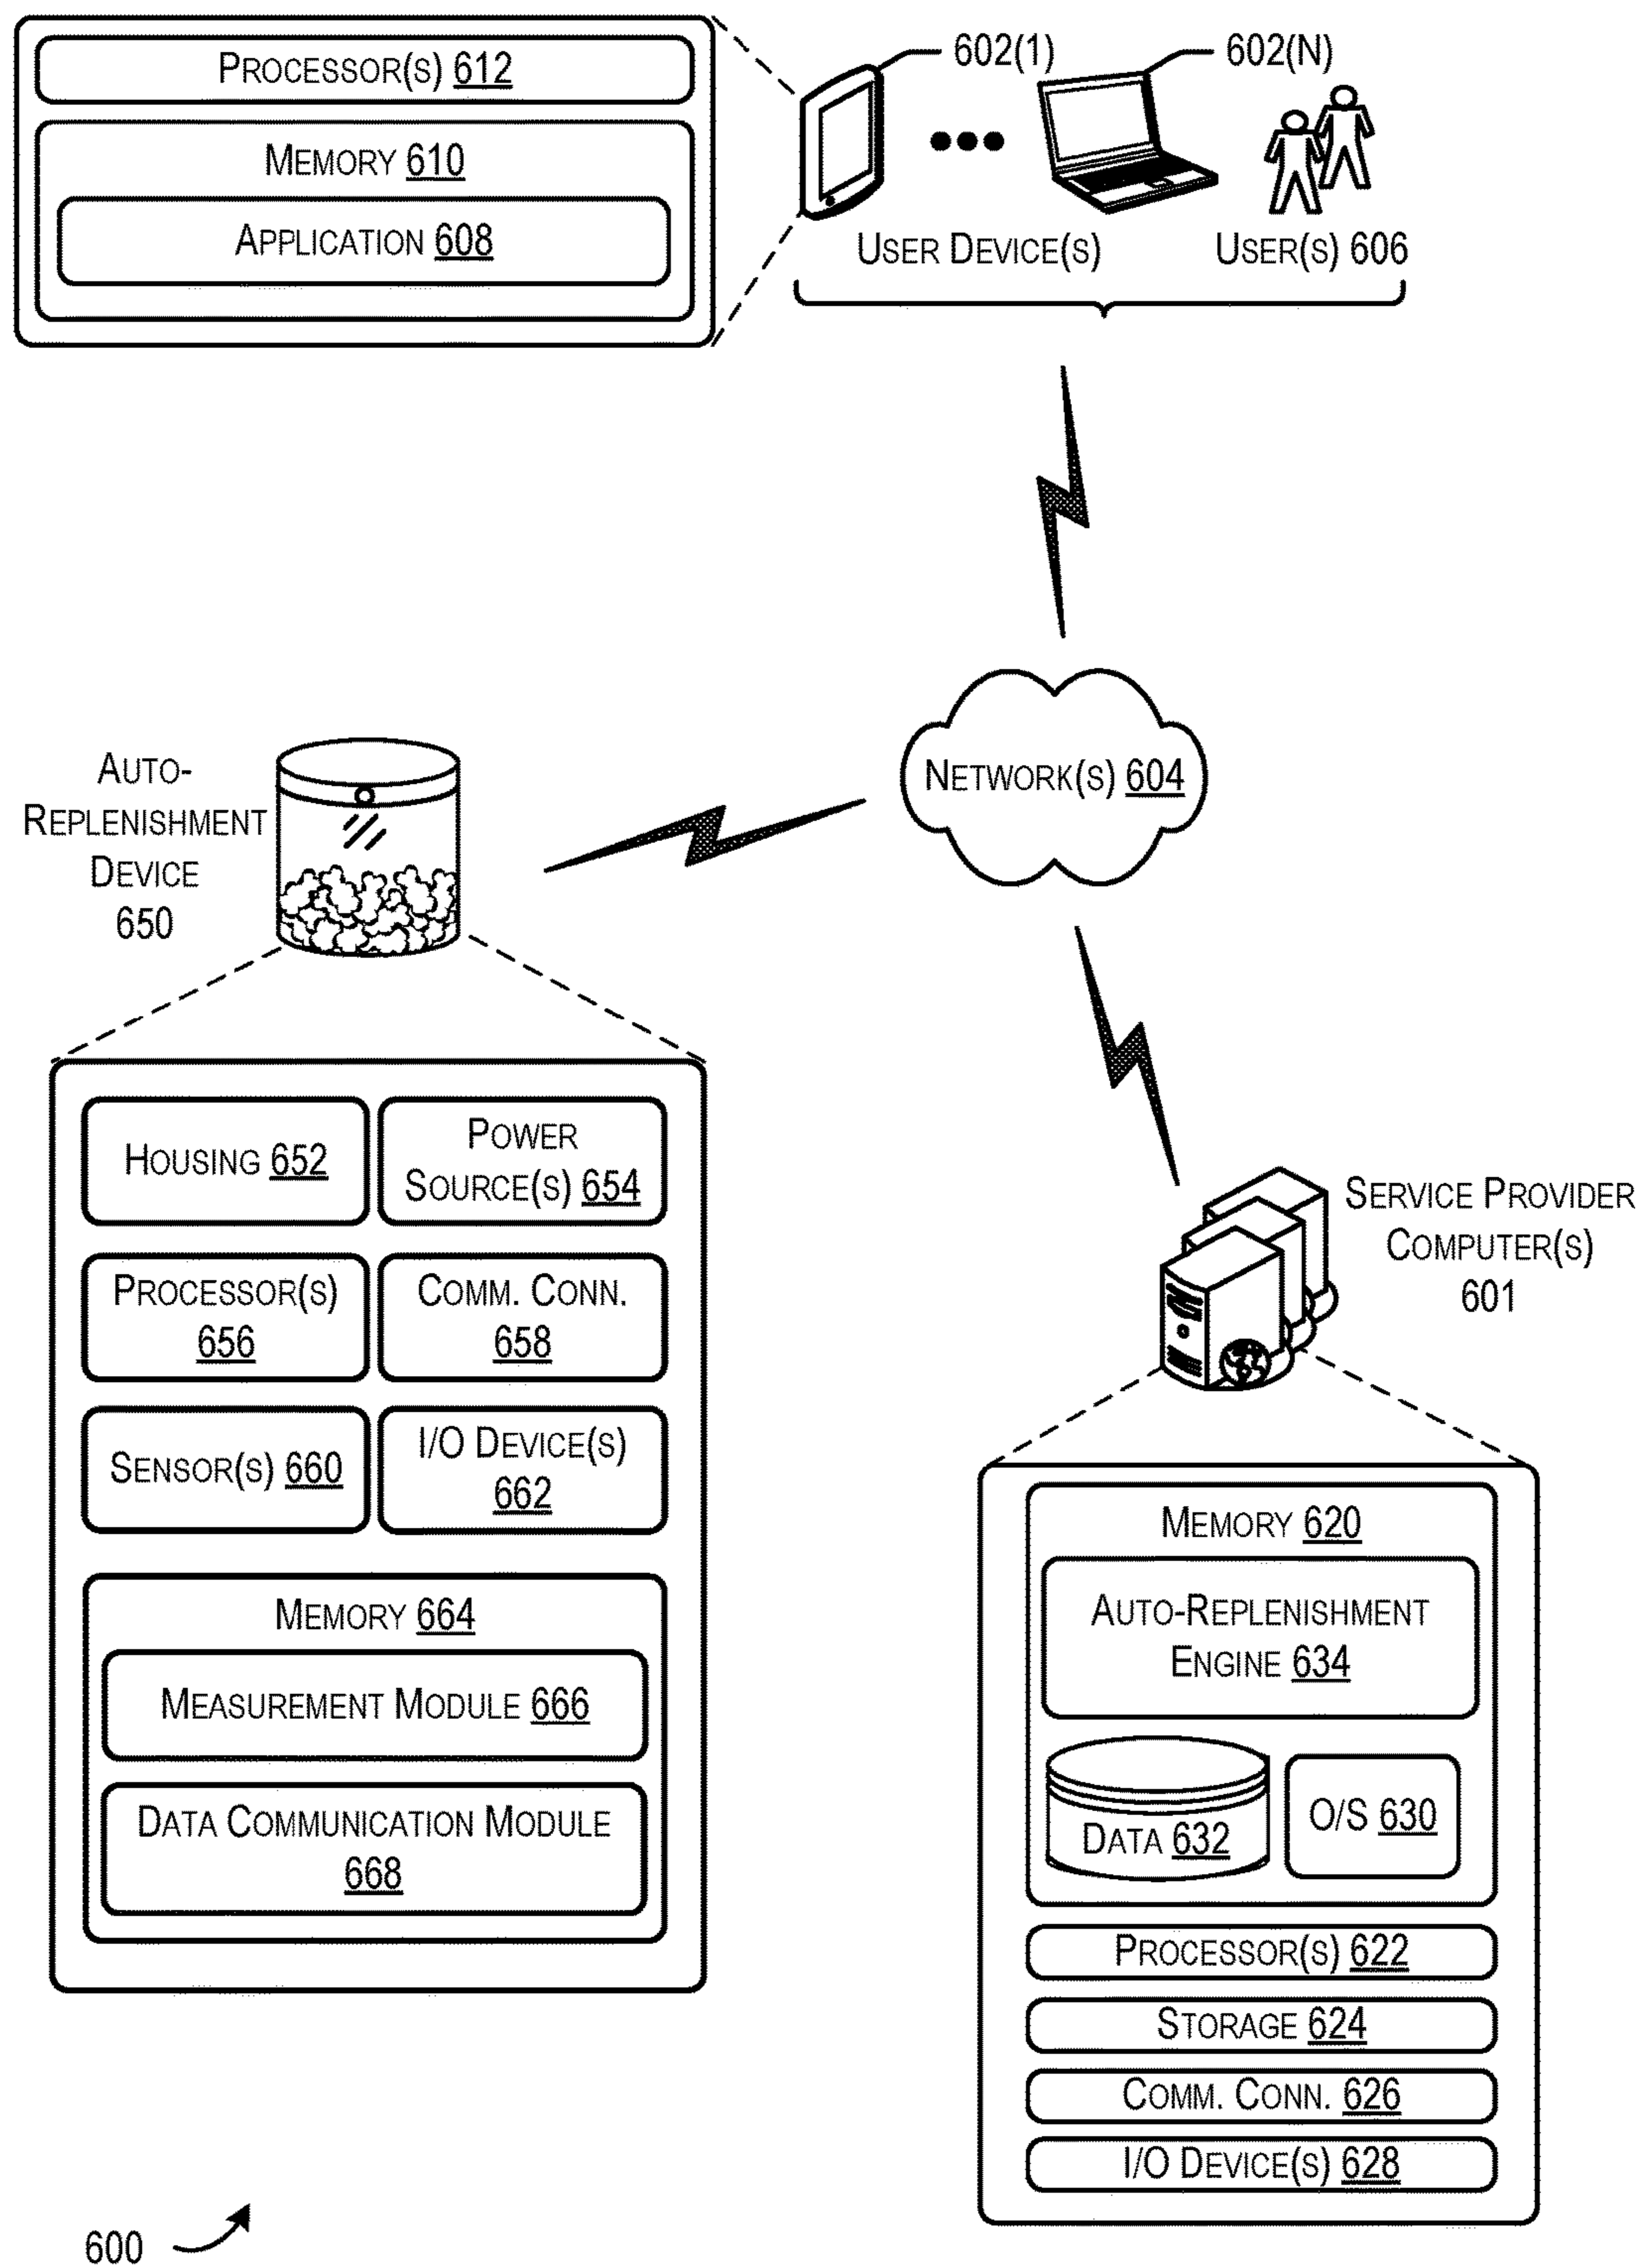 PROCESSOR(S) 612
MEMORY 610
APPLICATION 608
602(1)
602(N)
USER DEVICE(S)
USER(S) 606
NETWORK(S) 604
AUTO-
REPLENISHMENT
DEVICE
650
HOUSING 652
POWER
SOURCE(S) 654
PROCESSOR(S)
656
COMM. CONN.
658
SENSOR(S) 660
I/O DEVICE(S)
662
MEMORY 664
MEASUREMENT MODULE 666
DATA COMMUNICATION MODULE
668
SERVICE PROVIDER
COMPUTER(S)
601
MEMORY 620
AUTO-REPLENISHMENT
ENGINE 634
DATA 632
O/S 630
PROCESSOR(S) 622
STORAGE 624
COMM. CONN. 626
I/O DEVICE(S) 628
600